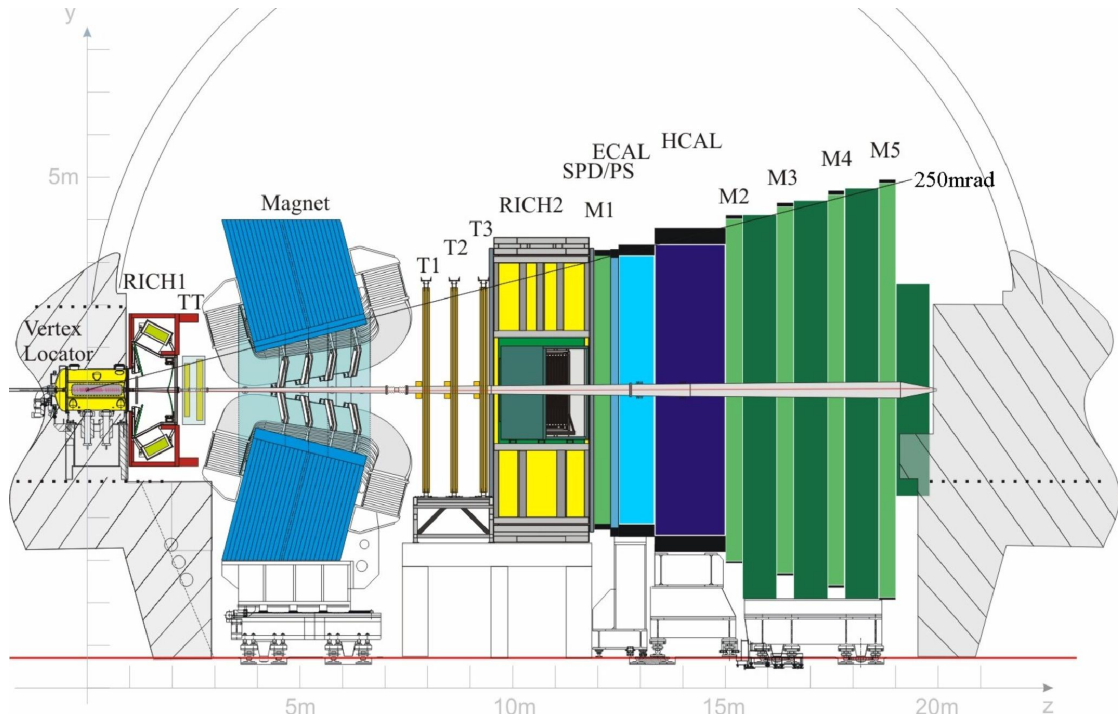 y
5m
Vertex
Locator
RICH1
TT
Magnet
T1
T2
T3
RICH2
M1
SPD/PS
ECAL
HCAL
M2
M3
M4
M5
250mrad
5m
10m
15m
20m
z